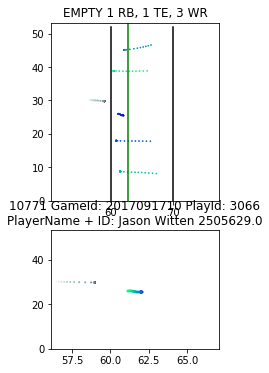 EMPTY 1 RB, 1 TE, 3 WR
50
40
30
20
10
0
60 70
10771 GameId: 2017091710 PlayId: 3066
PlayerName + ID: Jason Witten 2505629.0
40
20
0
57.5 60.0 62.5 65.0